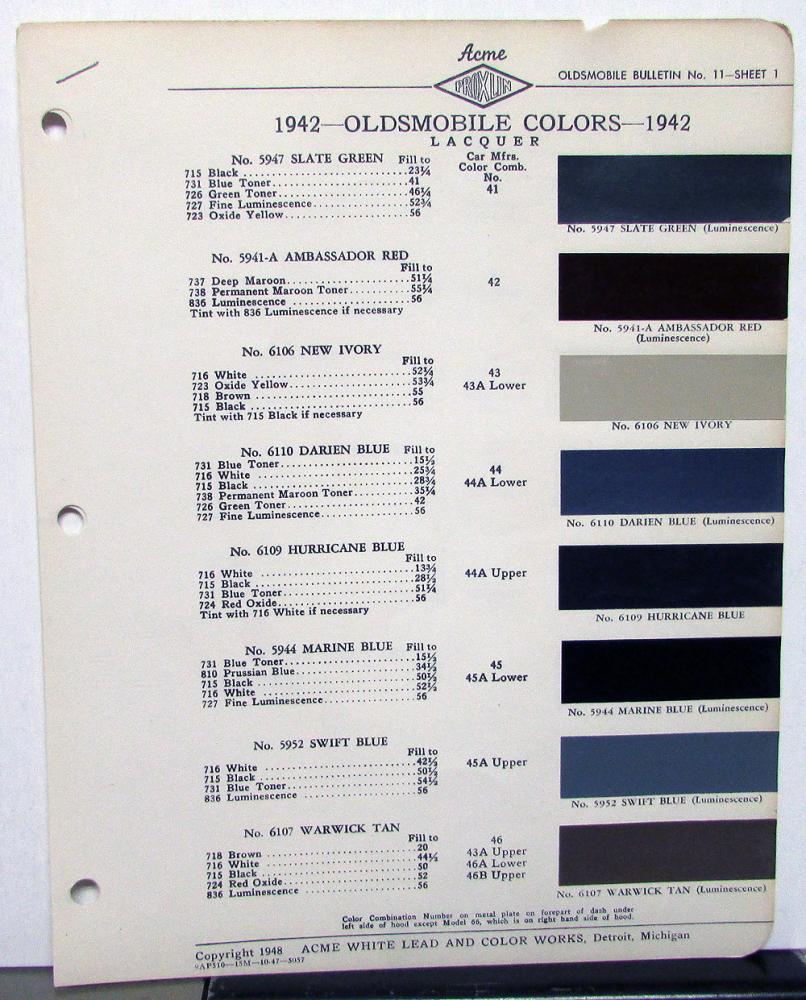 Acme
PROXLIN
OLDSMOBILE BULLETIN No. 11—SHEET 1
1942—OLDSMOBILE COLORS—1942
LACQUER
Car Mfrs.
Color Comb.
No.
No. 5947 SLATE GREEN Fill to
715 Black 23¼
731 Blue Toner 41
726 Green Toner 46¼
727 Fine Luminescence 52¾
723 Oxide Yellow 56
41
No. 5947 SLATE GREEN (Luminescence)
No. 5941-A AMBASSADOR RED
Fill to
737 Deep Maroon 51¼
738 Permanent Maroon Toner 55¼
836 Luminescence 56
Tint with 836 Luminescence if necessary
42
No. 5941-A AMBASSADOR RED
(Luminescence)
No. 6106 NEW IVORY
Fill to
716 White 52¼
723 Oxide Yellow 53¾
718 Brown 55
715 Black 56
Tint with 715 Black if necessary
43
43A Lower
No. 6106 NEW IVORY
No. 6110 DARIEN BLUE Fill to
731 Blue Toner 15½
716 White 25¾
715 Black 28¾
738 Permanent Maroon Toner 35¼
726 Green Toner 42
727 Fine Luminescence 56
44
44A Lower
No. 6110 DARIEN BLUE (Luminescence)
No. 6109 HURRICANE BLUE
Fill to
716 White 13¾
715 Black 28½
731 Blue Toner 51¼
724 Red Oxide 56
Tint with 716 White if necessary
44A Upper
No. 6109 HURRICANE BLUE
No. 5944 MARINE BLUE Fill to
731 Blue Toner 15½
810 Prussian Blue 34½
715 Black 50½
716 White 52½
727 Fine Luminescence 56
45
45A Lower
No. 5944 MARINE BLUE (Luminescence)
No. 5952 SWIFT BLUE
Fill to
716 White 42½
715 Black 50½
731 Blue Toner 54½
836 Luminescence 56
45A Upper
No. 5952 SWIFT BLUE (Luminescence)
No. 6107 WARWICK TAN
Fill to
718 Brown 20
716 White 44½
715 Black 50
724 Red Oxide 52
836 Luminescence 56
46
43A Upper
46A Lower
46B Upper
No. 6107 WARWICK TAN (Luminescence)
Color Combination Number on metal plate on forepart of dash under
left side of hood except Model 66, which is on right hand side of hood.
Copyright 1948 ACME WHITE LEAD AND COLOR WORKS, Detroit, Michigan
9AP510—15M—10-47—5057